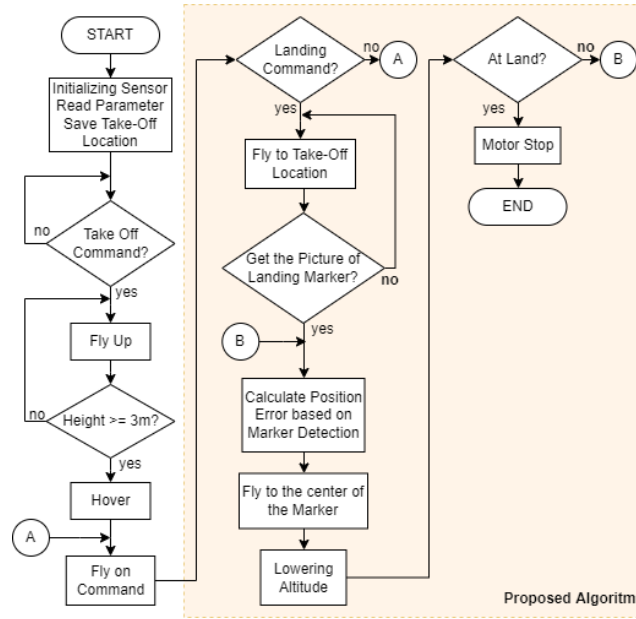 START
Initializing Sensor
Read Parameter
Save Take-Off
Location
no
Take Off
Command?
yes
Fly Up
no
Height >= 3m?
yes
Hover
A
Fly on
Command
Landing
Command?
no
A
yes
Fly to Take-Off
Location
Get the Picture of
Landing Marker?
no
yes
B
Calculate Position
Error based on
Marker Detection
Fly to the center of
the Marker
Lowering
Altitude
At Land?
no
B
yes
Motor Stop
END
Proposed Algoritm